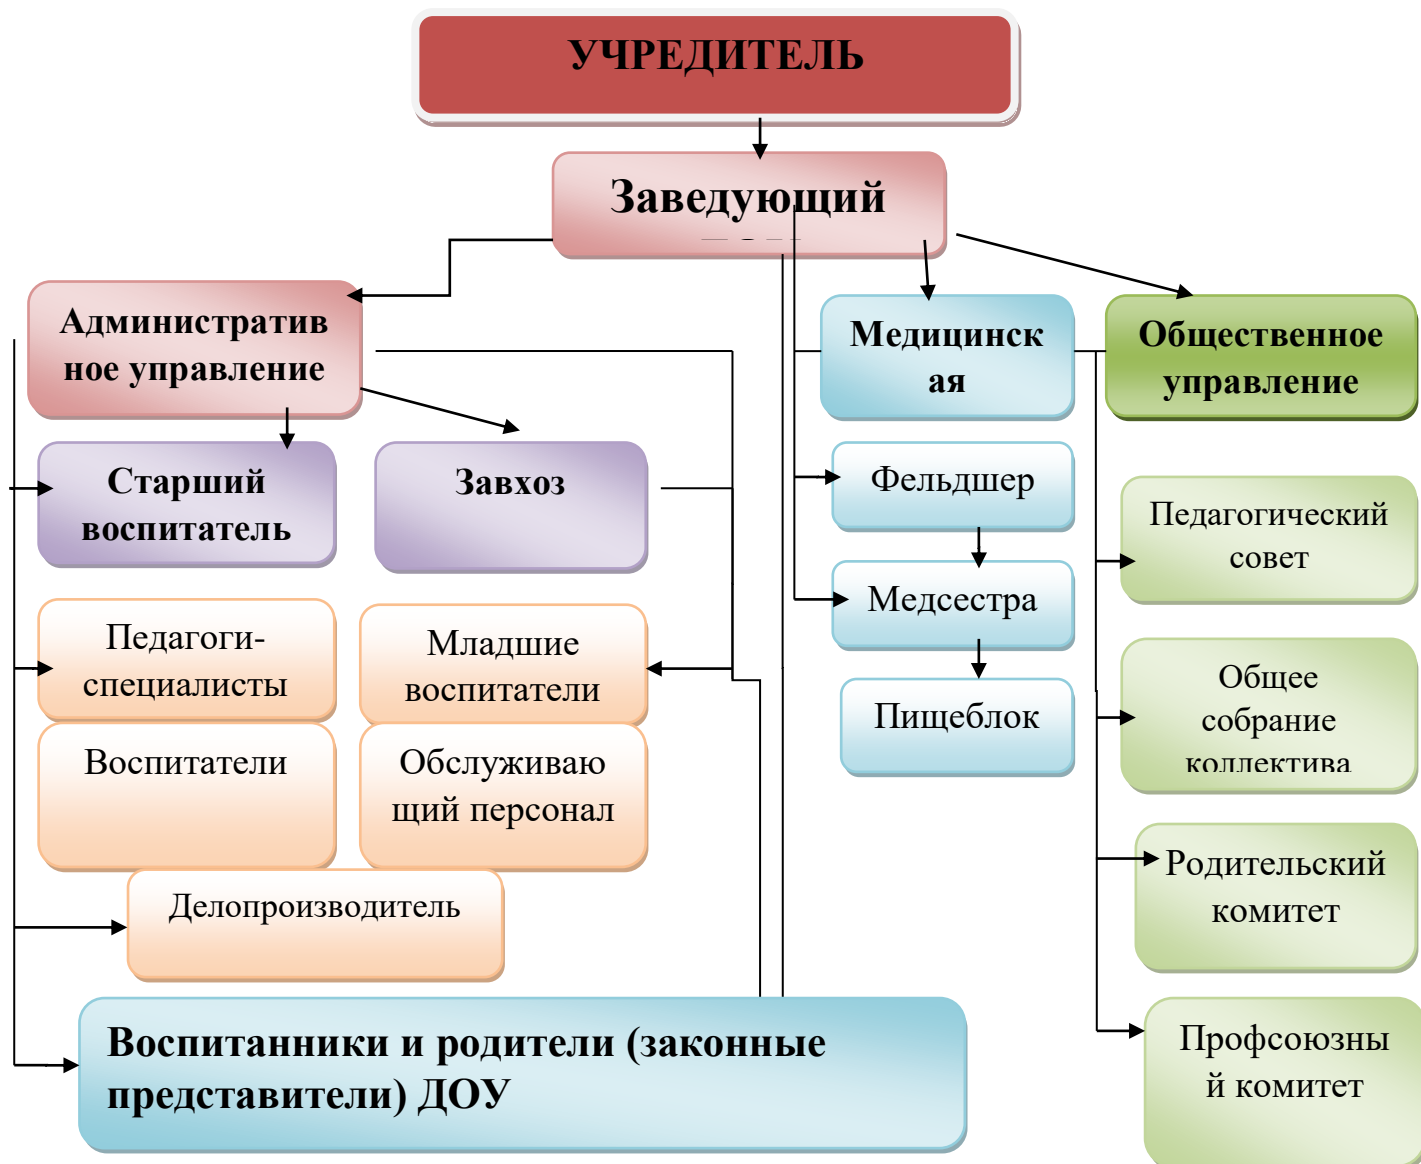 УЧРЕДИТЕЛЬ
Заведующий
Административ
ное управление
Медицинск
ая
Общественное
управление
Старший
воспитатель
Завхоз
Фельдшер
Педагогический
совет
Педагоги-
специалисты
Младшие
воспитатели
Медсестра
Общее
собрание
коллектива
Пищеблок
Воспитатели
Обслуживаю
щий персонал
Родительский
комитет
Делопроизводитель
Воспитанники и родители (законные
представители) ДОУ
Профсоюзны
й комитет